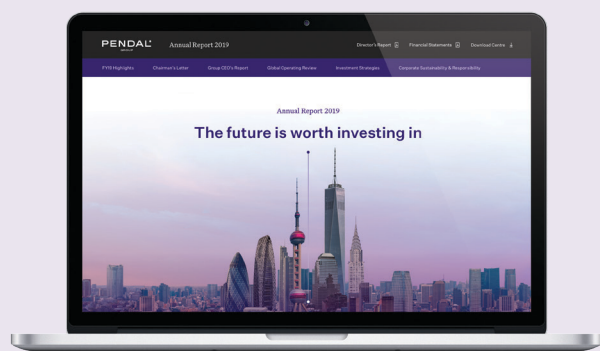 PENDAL
GROUP
Annual Report 2019
Director's Report
Financial Statements
Download Centre
FY19 Highlights
Chairman's Letter
Group CEO's Report
Global Operating Review
Investment Strategies
Corporate Sustainability & Responsibility
Annual Report 2019
The future is worth investing in